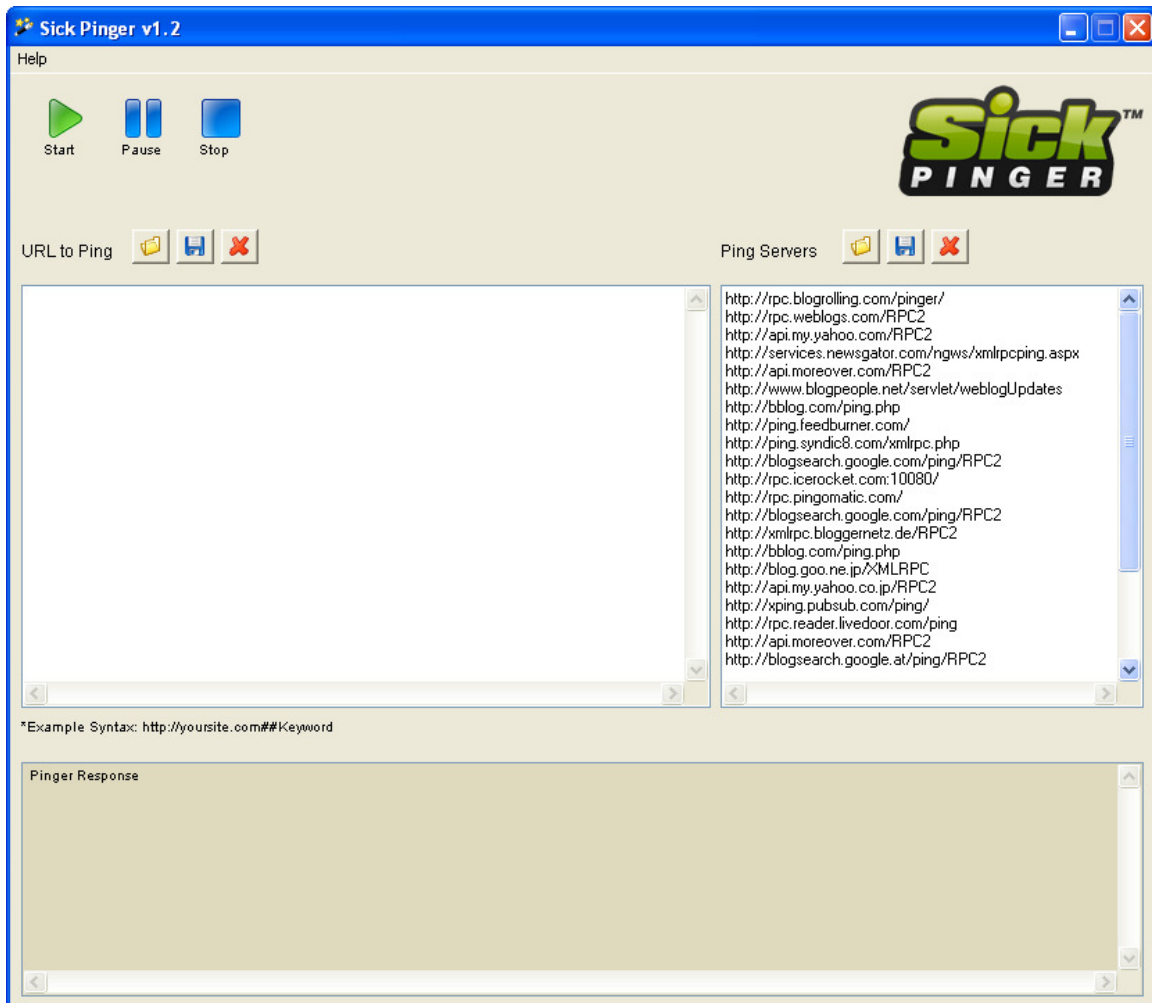 Sick Pinger v1.2
Help
Start Pause Stop
Sick TM
PINGER
URL to Ping
Ping Servers
http://rpc.blogrolling.com/pinger/
http://rpc.weblogs.com/RPC2
http://api.my.yahoo.com/RPC2
http://services.newsgator.com/ngws/xmlrpcping.aspx
http://api.moreover.com/RPC2
http://www.blogpeople.net/servlet/weblogUpdates
http://bblog.com/ping.php
http://ping.feedburner.com/
http://ping.syndic8.com/xmlrpc.php
http://blogsearch.google.com/ping/RPC2
http://rpc.icerocket.com:10080/
http://rpc.pingomatic.com/
http://blogsearch.google.com/ping/RPC2
http://xmlrpc.bloggernetz.de/RPC2
http://bblog.com/ping.php
http://blog.goo.ne.jp/XMLRPC
http://api.my.yahoo.co.jp/RPC2
http://xping.pubsub.com/ping/
http://rpc.reader.livedoor.com/ping
http://api.moreover.com/RPC2
http://blogsearch.google.at/ping/RPC2
*Example Syntax: http://yoursite.com##Keyword
Pinger Response